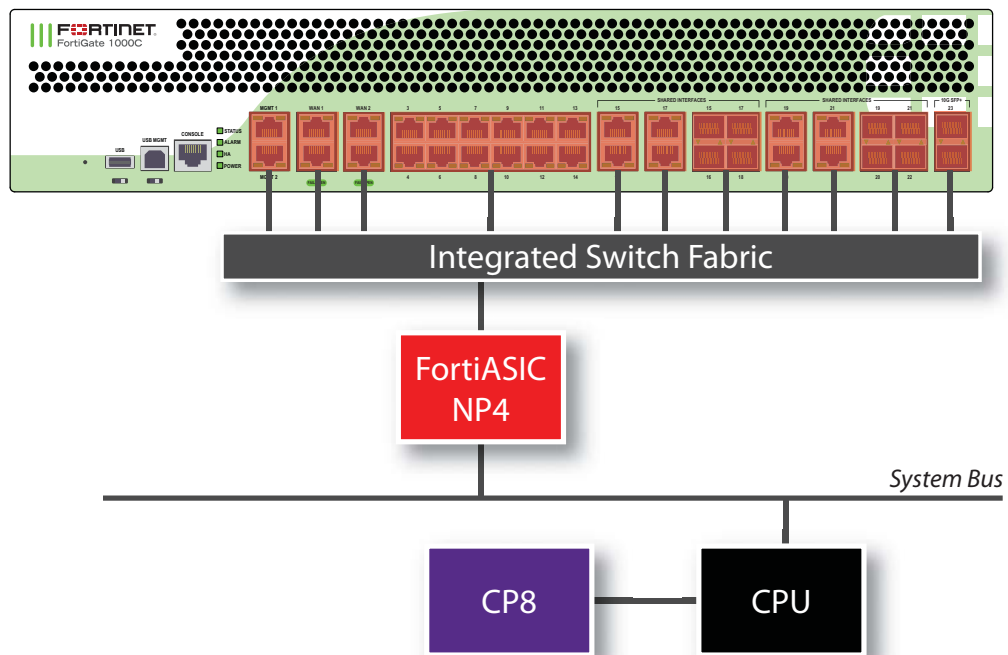 FORTINET
FortiGate 1000C
MGMT 1 WAN 1 WAN 2 3 5 7 9 11 13 SHARED INTERFACES SHARED INTERFACES 10G SFP+
15 17 15 17 19 21 19 21 23
USB USB MGMT CONSOLE
STATUS
ALARM
HA
POWER
MGMT 2 4 6 8 10 12 14 16 18 20 22
Integrated Switch Fabric
FortiASIC
NP4
System Bus
CP8 CPU